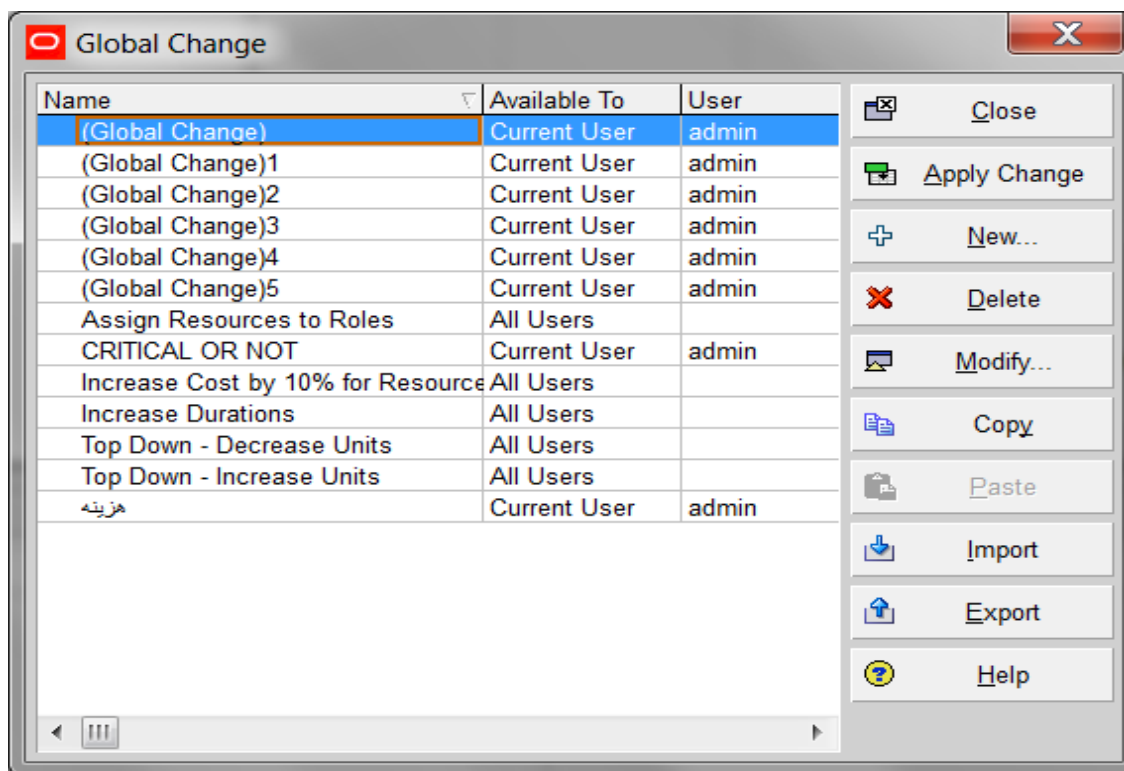 Global Change
Name Available To User
(Global Change) Current User admin
(Global Change)1 Current User admin
(Global Change)2 Current User admin
(Global Change)3 Current User admin
(Global Change)4 Current User admin
(Global Change)5 Current User admin
Assign Resources to Roles All Users
CRITICAL OR NOT Current User admin
Increase Cost by 10% for Resource All Users
Increase Durations All Users
Top Down - Decrease Units All Users
Top Down - Increase Units All Users
هزینه Current User admin
Close
Apply Change
New...
Delete
Modify...
Copy
Paste
Import
Export
Help